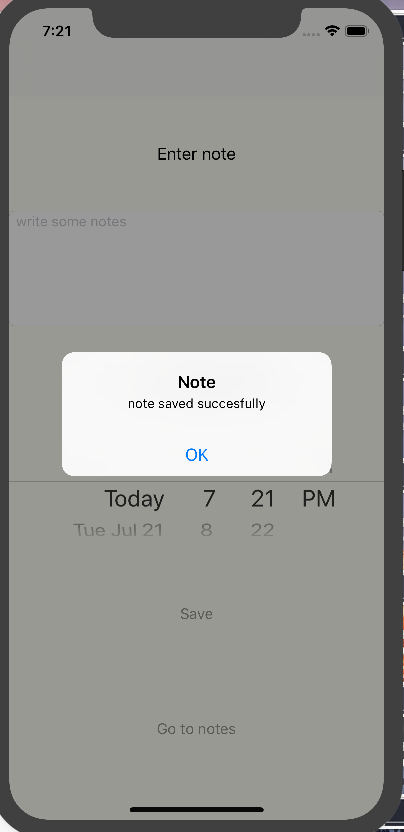 7:21
Enter note
write some notes
Note
note saved succesfully
OK
Today 7 21 PM
Tue Jul 21 8 22
Save
Go to notes